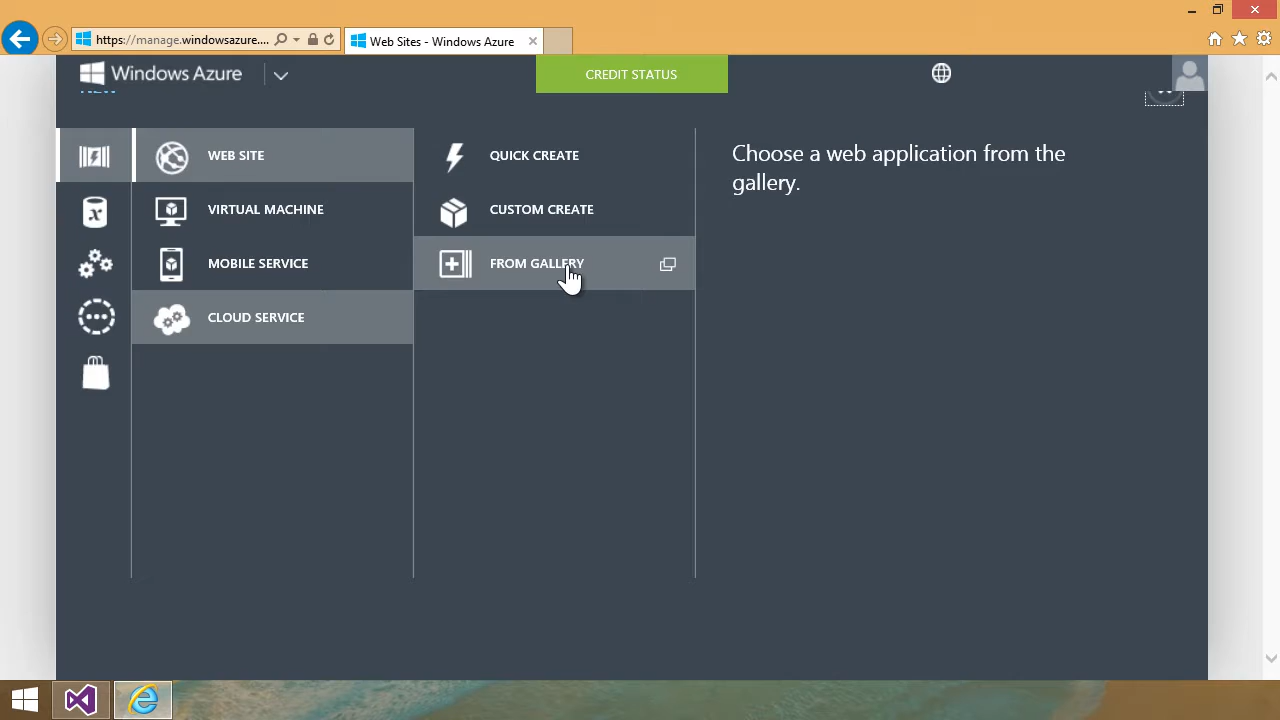 https://manage.windowsazure....
Web Sites - Windows Azure
Windows Azure
CREDIT STATUS
NEW
WEB SITE
VIRTUAL MACHINE
MOBILE SERVICE
CLOUD SERVICE
QUICK CREATE
CUSTOM CREATE
FROM GALLERY
Choose a web application from the
gallery.